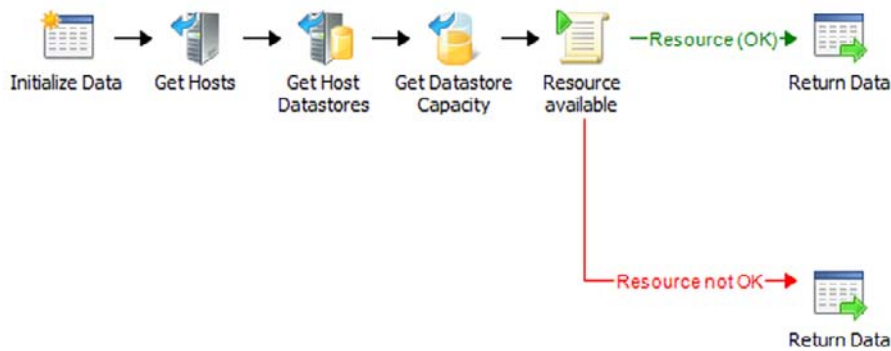 Resource (OK)
Initialize Data
Get Hosts
Get Host
Datastores
Get Datastore
Capacity
Resource
available
Return Data
Resource not OK
Return Data